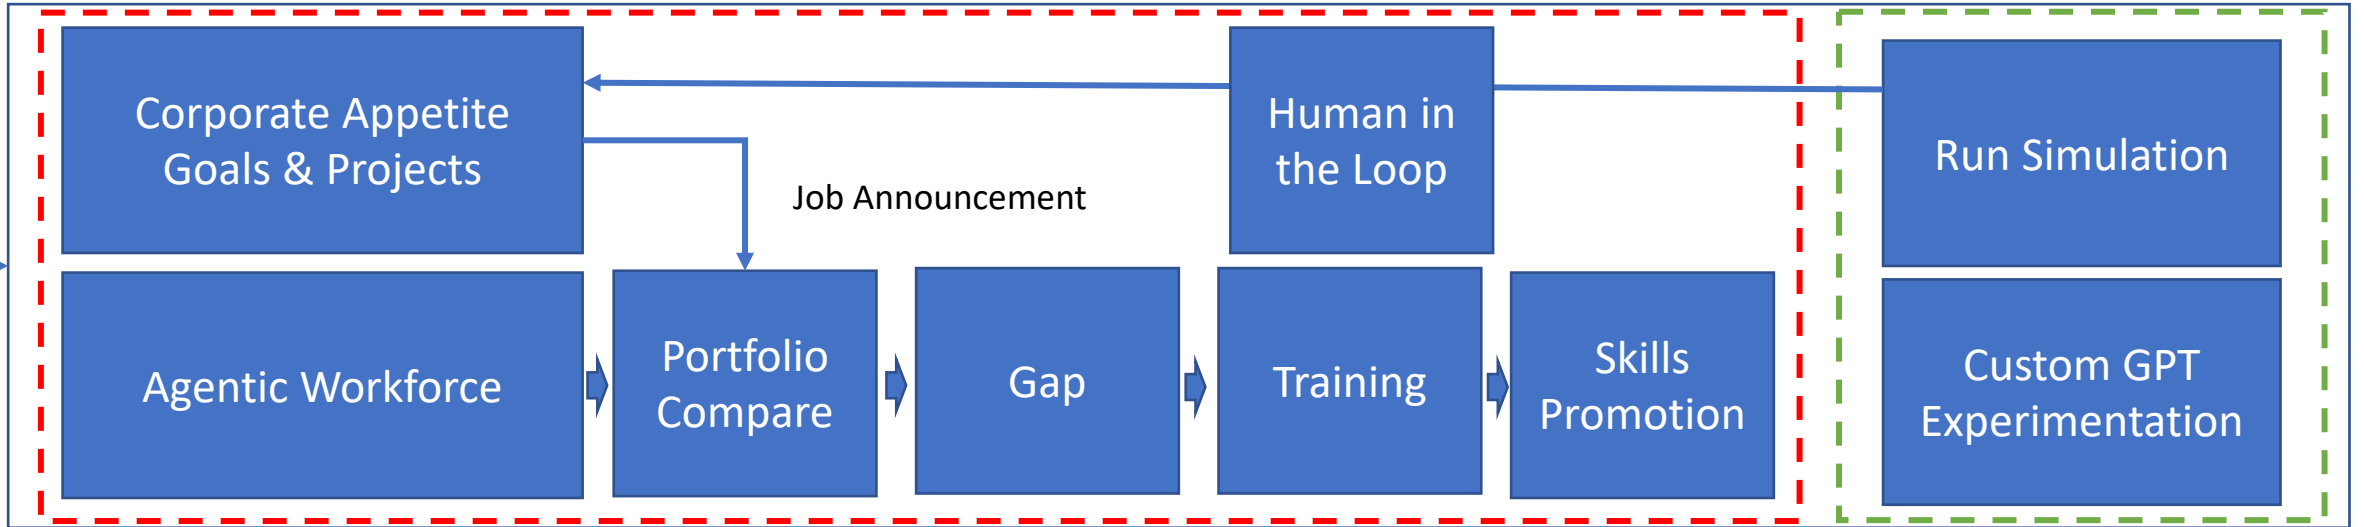 Corporate Appetite
Goals & Projects
Human in
the Loop
Run Simulation
Job Announcement
Agentic Workforce
Portfolio
Compare
Gap
Training
Skills
Promotion
Custom GPT
Experimentation